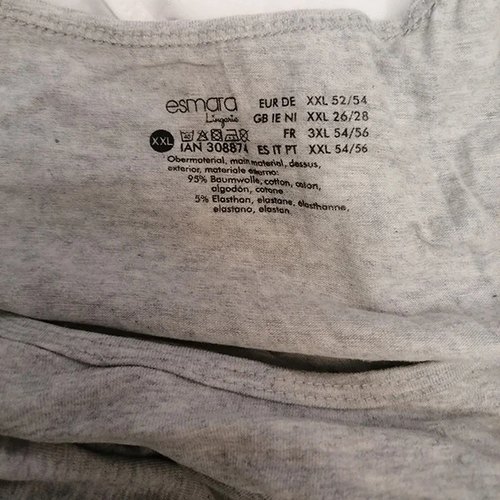 esmara
Lingerie
EUR DE XXL 52/54
GB IE NI XXL 26/28
FR 3XL 54/56
ES IT PT XXL 54/56
XXL
IAN 308874
Obermaterial, main material, dessus,
exterior, materiale esterno:
95% Baumwolle, cotton, coton,
algodón, cotone
5% Elasthan, elastane, élasthanne,
elastano, elastan